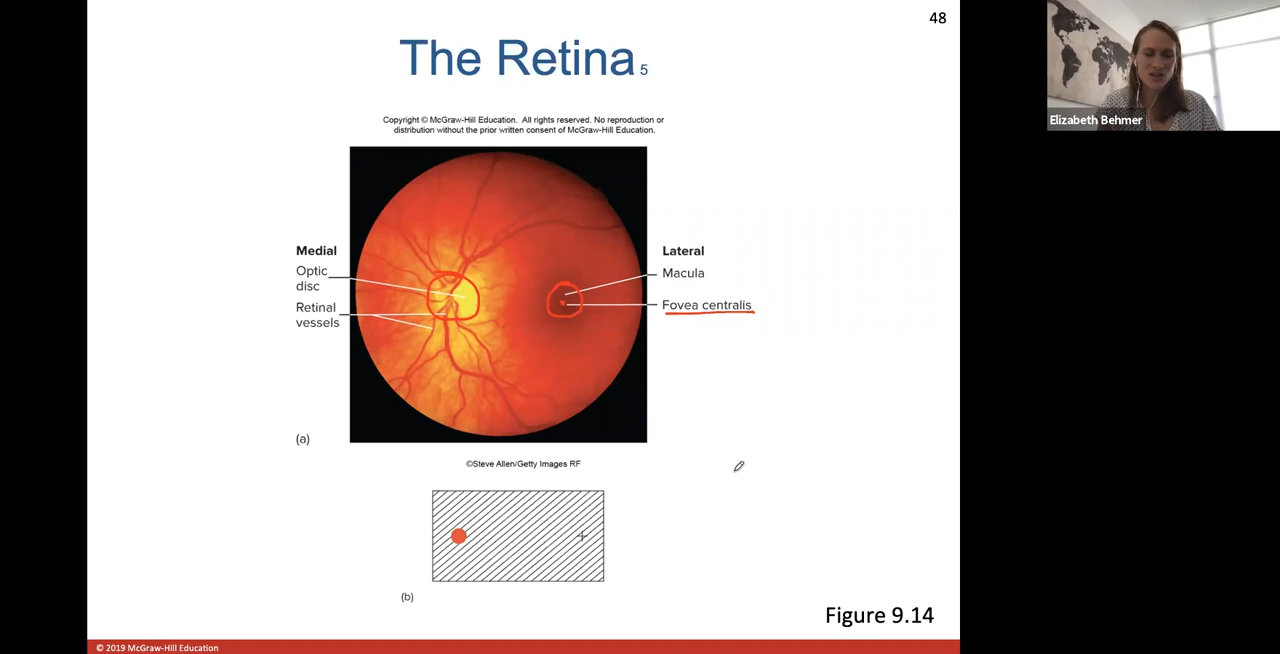 48
The Retina 5
Copyright © McGraw-Hill Education. All rights reserved. No reproduction or
distribution without the prior written consent of McGraw-Hill Education.
Medial
Optic
disc
Retinal
vessels
Lateral
Macula
Fovea centralis
(a)
©Steve Allen/Getty Images RF
(b)
Figure 9.14
© 2019 McGraw-Hill Education
Elizabeth Behmer